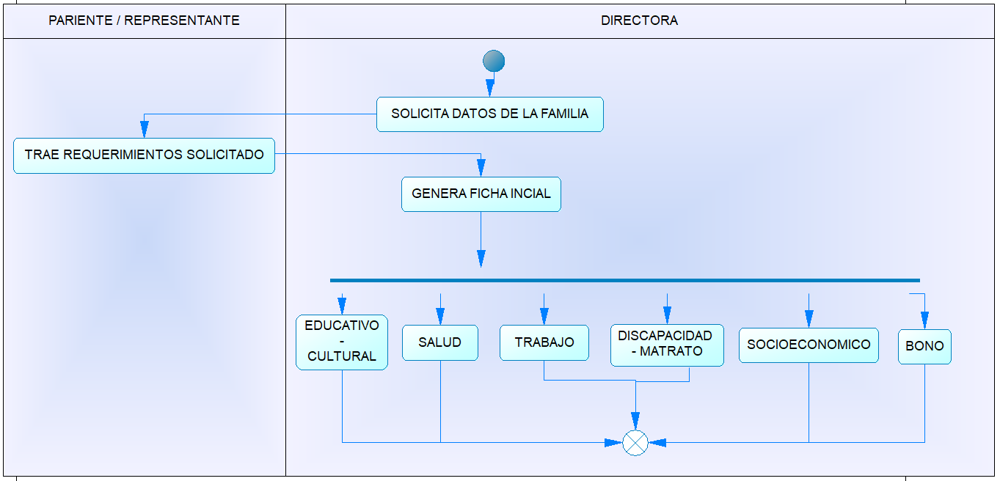 PARIENTE / REPRESENTANTE
DIRECTORA
SOLICITA DATOS DE LA FAMILIA
TRAE REQUERIMIENTOS SOLICITADO
GENERA FICHA INCIAL
EDUCATIVO
-
CULTURAL
SALUD
TRABAJO
DISCAPACIDAD
- MATRATO
SOCIOECONOMICO
BONO